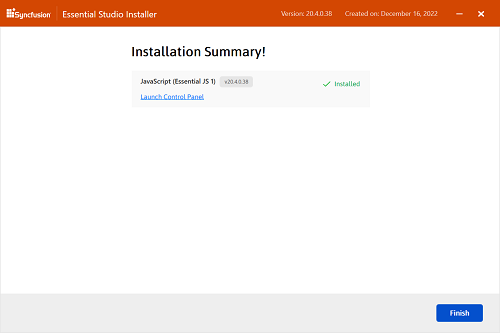 Syncfusion Essential Studio Installer Version: 20.4.0.38 Created on: December 16, 2022
Installation Summary!
JavaScript (Essential JS 1) v20.4.0.38 Installed
Launch Control Panel
Finish